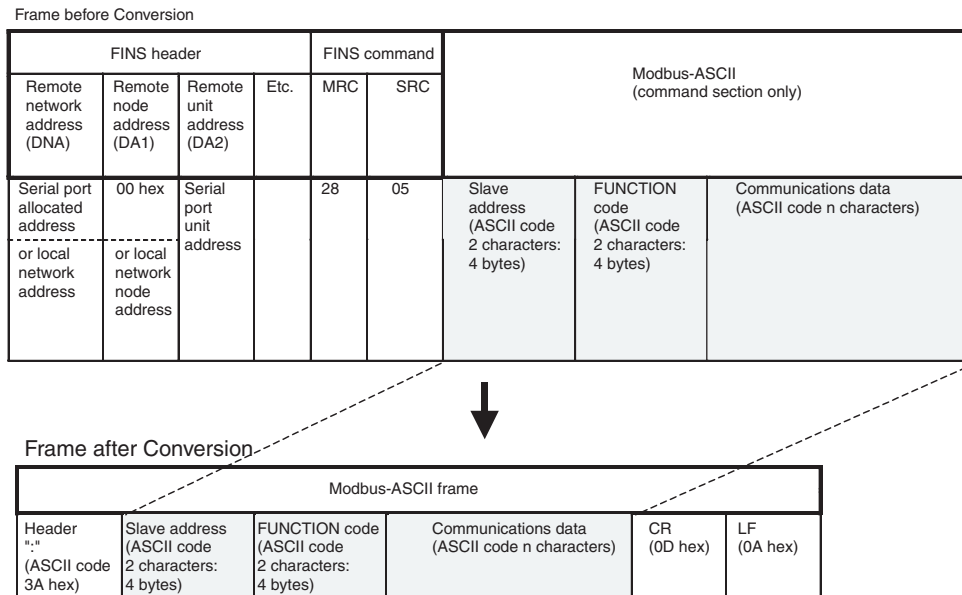 Frame before Conversion
FINS header
FINS command
Modbus-ASCII
(command section only)
Remote
network
address
(DNA)
Remote
node
address
(DA1)
Remote
unit
address
(DA2)
Etc.
MRC
SRC
Serial port
allocated
address
00 hex
Serial
port
unit
address
28
05
Slave
address
(ASCII code
2 characters:
4 bytes)
FUNCTION
code
(ASCII code
2 characters:
4 bytes)
Communications data
(ASCII code n characters)
or local
network
address
or local
network
node
address
Frame after Conversion
Modbus-ASCII frame
Header
":"
(ASCII code
3A hex)
Slave address
(ASCII code
2 characters:
4 bytes)
FUNCTION code
(ASCII code
2 characters:
4 bytes)
Communications data
(ASCII code n characters)
CR
(0D hex)
LF
(0A hex)